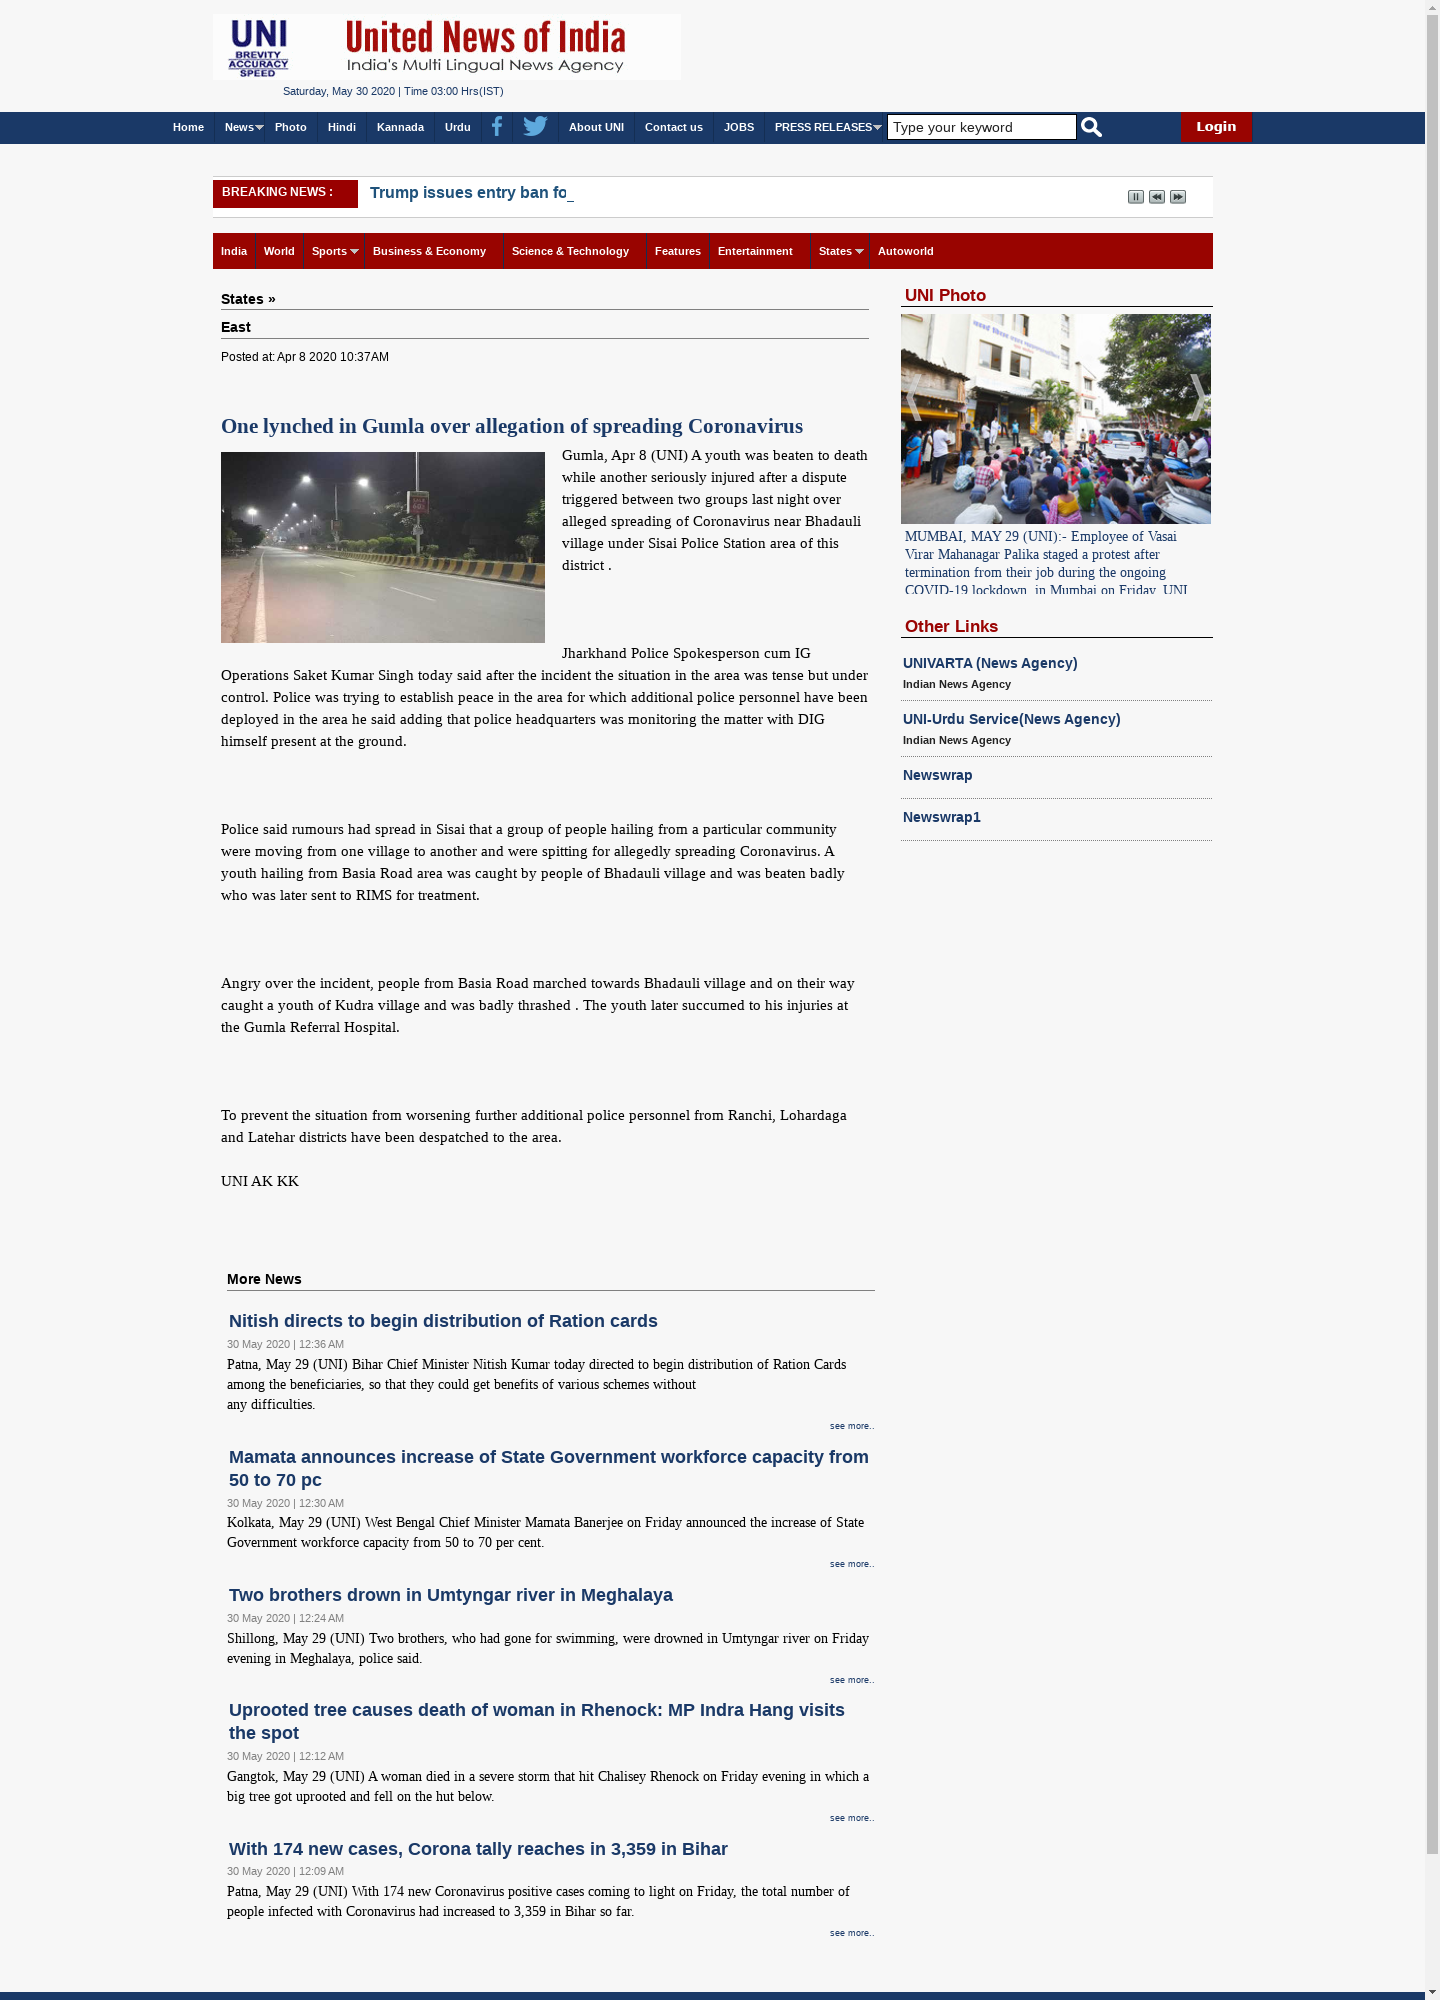 UNI
BREVITY
ACCURACY
SPEED
United News of India
India's Multi Lingual News Agency
Saturday, May 30 2020 | Time 03:00 Hrs(IST)
Home News Photo Hindi Kannada Urdu About UNI Contact us JOBS PRESS RELEASES Type your keyword Login
BREAKING NEWS : Trump issues entry ban fo_
India World Sports Business & Economy Science & Technology Features Entertainment States Autoworld
States »
East
Posted at: Apr 8 2020 10:37AM
One lynched in Gumla over allegation of spreading Coronavirus
Gumla, Apr 8 (UNI) A youth was beaten to death
while another seriously injured after a dispute
triggered between two groups last night over
alleged spreading of Coronavirus near Bhadauli
village under Sisai Police Station area of this
district .
Jharkhand Police Spokesperson cum IG
Operations Saket Kumar Singh today said after the incident the situation in the area was tense but under
control. Police was trying to establish peace in the area for which additional police personnel have been
deployed in the area he said adding that police headquarters was monitoring the matter with DIG
himself present at the ground.
Police said rumours had spread in Sisai that a group of people hailing from a particular community
were moving from one village to another and were spitting for allegedly spreading Coronavirus. A
youth hailing from Basia Road area was caught by people of Bhadauli village and was beaten badly
who was later sent to RIMS for treatment.
Angry over the incident, people from Basia Road marched towards Bhadauli village and on their way
caught a youth of Kudra village and was badly thrashed . The youth later succumed to his injuries at
the Gumla Referral Hospital.
To prevent the situation from worsening further additional police personnel from Ranchi, Lohardaga
and Latehar districts have been despatched to the area.
UNI AK KK
More News
Nitish directs to begin distribution of Ration cards
30 May 2020 | 12:36 AM
Patna, May 29 (UNI) Bihar Chief Minister Nitish Kumar today directed to begin distribution of Ration Cards
among the beneficiaries, so that they could get benefits of various schemes without
any difficulties.
see more..
Mamata announces increase of State Government workforce capacity from
50 to 70 pc
30 May 2020 | 12:30 AM
Kolkata, May 29 (UNI) West Bengal Chief Minister Mamata Banerjee on Friday announced the increase of State
Government workforce capacity from 50 to 70 per cent.
see more..
Two brothers drown in Umtyngar river in Meghalaya
30 May 2020 | 12:24 AM
Shillong, May 29 (UNI) Two brothers, who had gone for swimming, were drowned in Umtyngar river on Friday
evening in Meghalaya, police said.
see more..
Uprooted tree causes death of woman in Rhenock: MP Indra Hang visits
the spot
30 May 2020 | 12:12 AM
Gangtok, May 29 (UNI) A woman died in a severe storm that hit Chalisey Rhenock on Friday evening in which a
big tree got uprooted and fell on the hut below.
see more..
With 174 new cases, Corona tally reaches in 3,359 in Bihar
30 May 2020 | 12:09 AM
Patna, May 29 (UNI) With 174 new Coronavirus positive cases coming to light on Friday, the total number of
people infected with Coronavirus had increased to 3,359 in Bihar so far.
see more..
UNI Photo
MUMBAI, MAY 29 (UNI):- Employee of Vasai
Virar Mahanagar Palika staged a protest after
termination from their job during the ongoing
COVID-19 lockdown, in Mumbai on Friday. UNI
Other Links
UNIVARTA (News Agency)
Indian News Agency
UNI-Urdu Service(News Agency)
Indian News Agency
Newswrap
Newswrap1